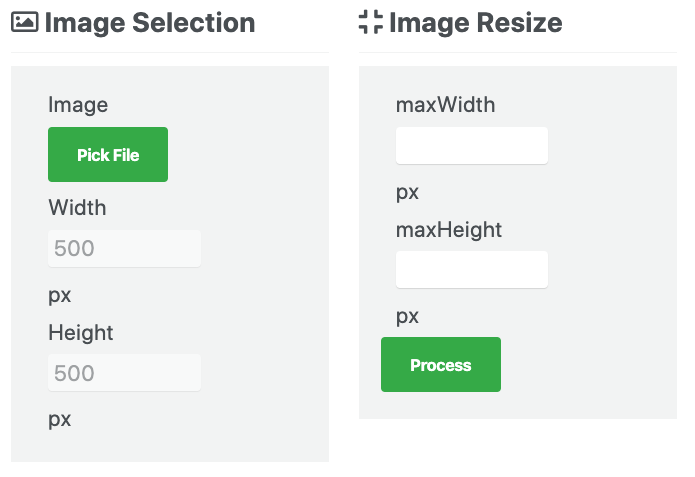 Image Selection
Image
Pick File
Width
500
px
Height
500
px
Image Resize
maxWidth
px
maxHeight
px
Process